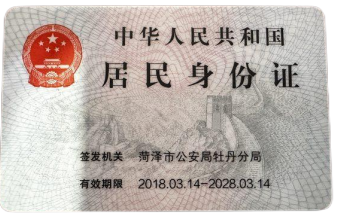 中华人民共和国
居民身份证
签发机关 菏泽市公安局牡丹分局
有效期限 2018.03.14-2028.03.14